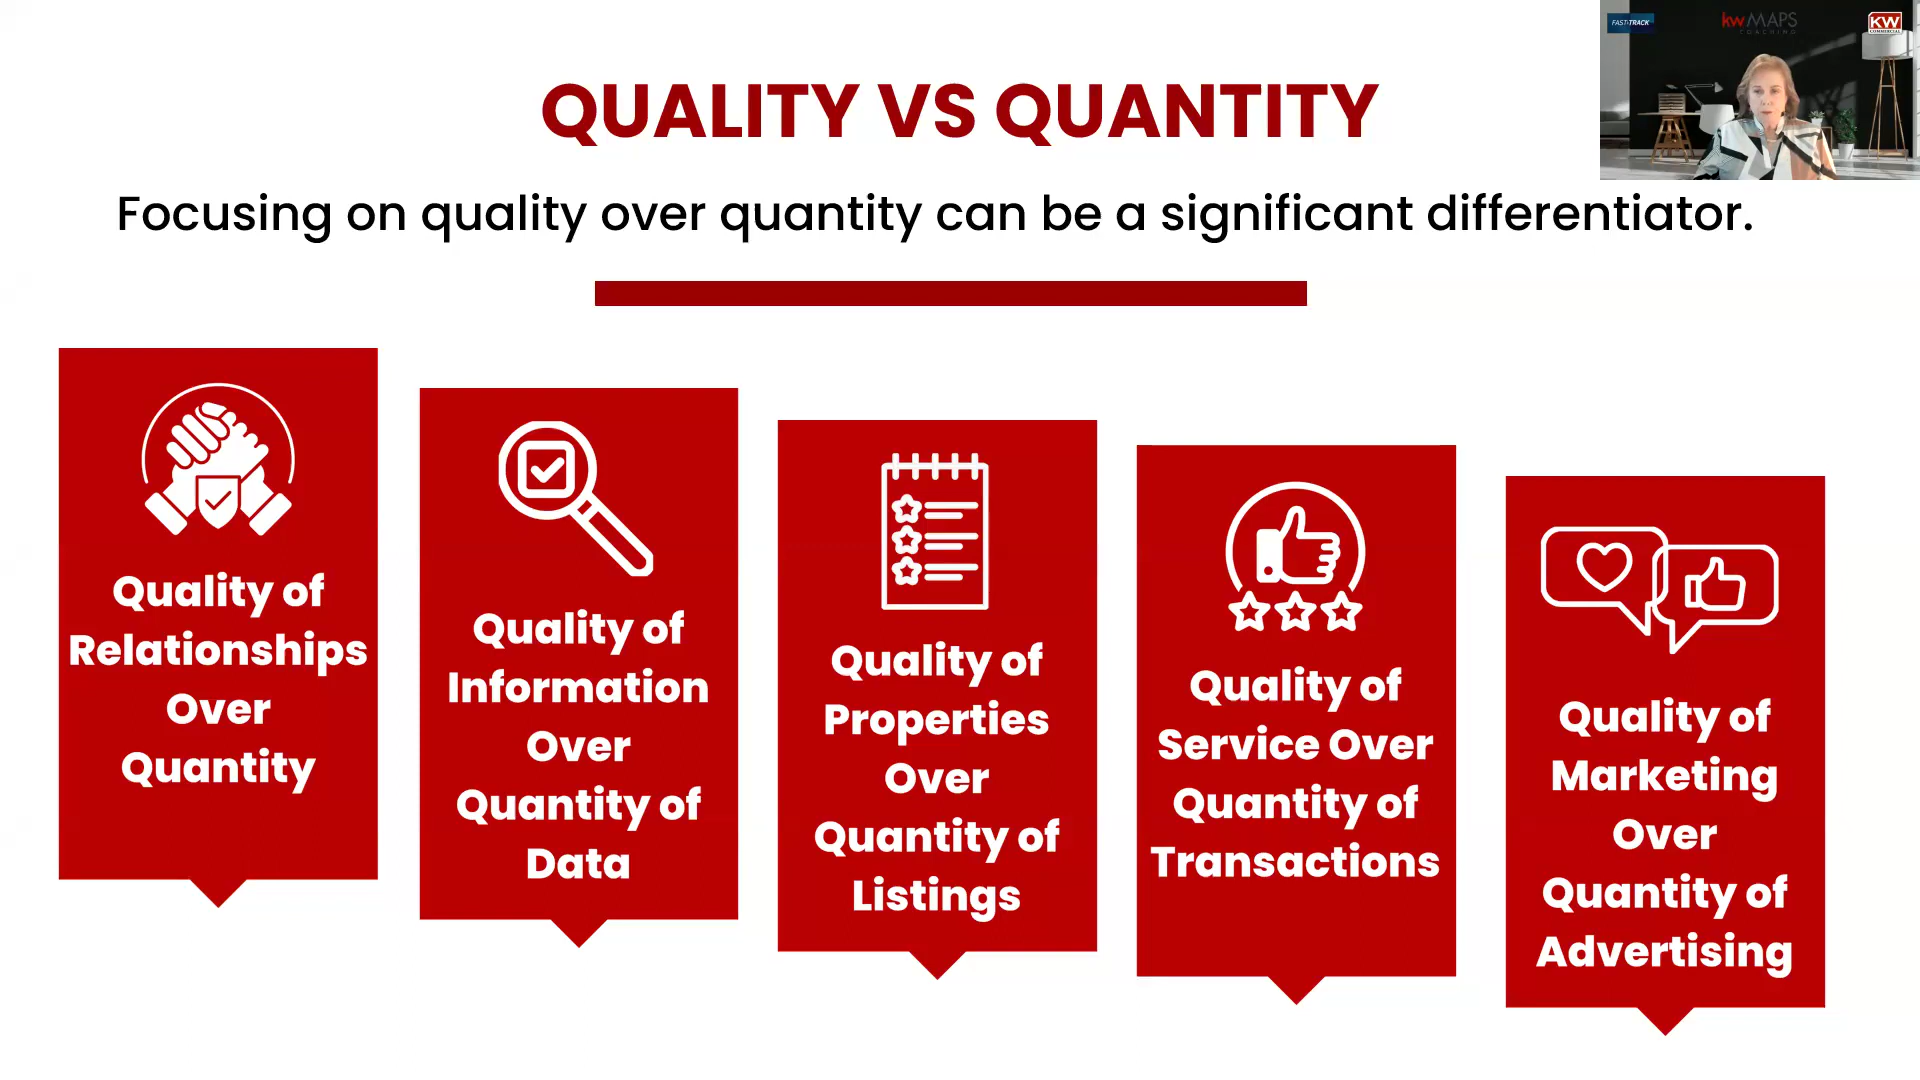 FAST TRACK
kw MAPS
COACHING
KW
COMMERCIAL
QUALITY VS QUANTITY
Focusing on quality over quantity can be a significant differentiator.
Quality of
Relationships
Over
Quantity
Quality of
Information
Over
Quantity of
Data
Quality of
Properties
Over
Quantity of
Listings
Quality of
Service Over
Quantity of
Transactions
Quality of
Marketing
Over
Quantity of
Advertising